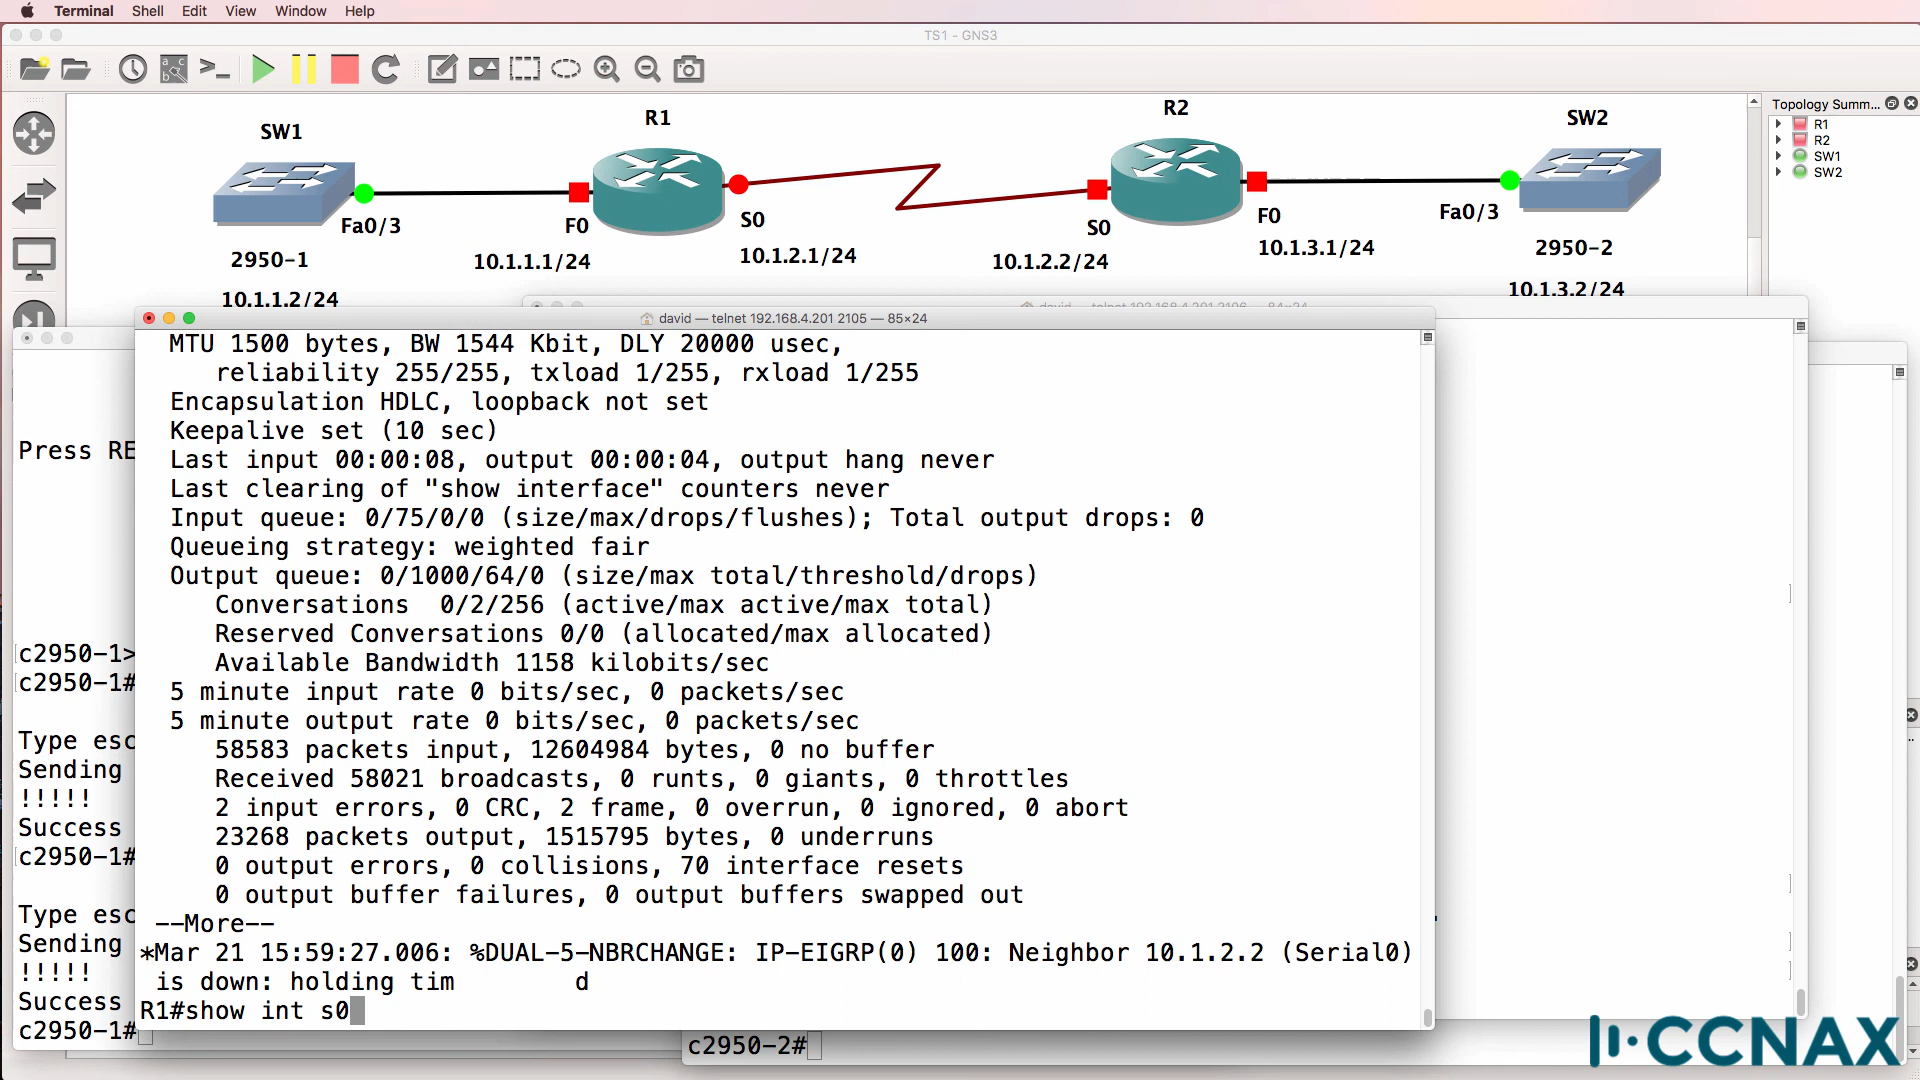 Terminal Shell Edit View Window Help
TS1 - GNS3
Topology Summ...
R1
R2
SW1
SW2
SW1
R1
R2
SW2
Fa0/3
F0
S0
S0
F0
Fa0/3
2950-1
10.1.1.1/24
10.1.2.1/24
10.1.2.2/24
10.1.3.1/24
2950-2
10.1.1.2/24
10.1.3.2/24
david — telnet 192.168.4.201 2106 — 84×24
david — telnet 192.168.4.201 2105 — 85×24
MTU 1500 bytes, BW 1544 Kbit, DLY 20000 usec,
reliability 255/255, txload 1/255, rxload 1/255
Encapsulation HDLC, loopback not set
Keepalive set (10 sec)
Last input 00:00:08, output 00:00:04, output hang never
Last clearing of "show interface" counters never
Input queue: 0/75/0/0 (size/max/drops/flushes); Total output drops: 0
Queueing strategy: weighted fair
Output queue: 0/1000/64/0 (size/max total/threshold/drops)
Conversations 0/2/256 (active/max active/max total)
Reserved Conversations 0/0 (allocated/max allocated)
Available Bandwidth 1158 kilobits/sec
5 minute input rate 0 bits/sec, 0 packets/sec
5 minute output rate 0 bits/sec, 0 packets/sec
58583 packets input, 12604984 bytes, 0 no buffer
Received 58021 broadcasts, 0 runts, 0 giants, 0 throttles
2 input errors, 0 CRC, 2 frame, 0 overrun, 0 ignored, 0 abort
23268 packets output, 1515795 bytes, 0 underruns
0 output errors, 0 collisions, 70 interface resets
0 output buffer failures, 0 output buffers swapped out
--More--
*Mar 21 15:59:27.006: %DUAL-5-NBRCHANGE: IP-EIGRP(0) 100: Neighbor 10.1.2.2 (Serial0)
is down: holding tim d
R1#show int s0
Press RE
c2950-1>
c2950-1#
Type esc
Sending
!!!!!
Success
c2950-1#
Type esc
Sending
!!!!!
Success
c2950-1#
c2950-2#
CCNAX